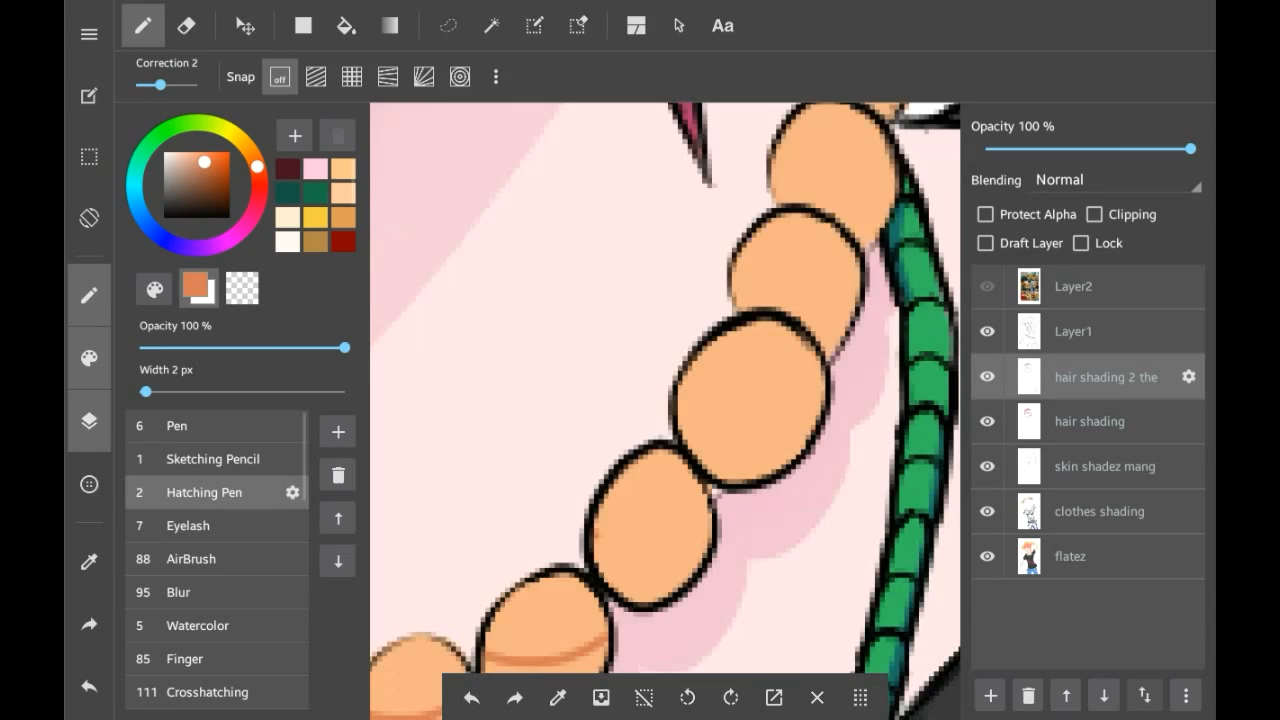 Aa
Correction 2
Snap
off
Opacity 100 %
Blending Normal
Protect Alpha
Clipping
Draft Layer
Lock
Layer2
Layer1
hair shading 2 the
hair shading
skin shadez mang
clothes shading
flatez
Opacity 100 %
Width 2 px
6 Pen
1 Sketching Pencil
2 Hatching Pen
7 Eyelash
88 AirBrush
95 Blur
5 Watercolor
85 Finger
111 Crosshatching